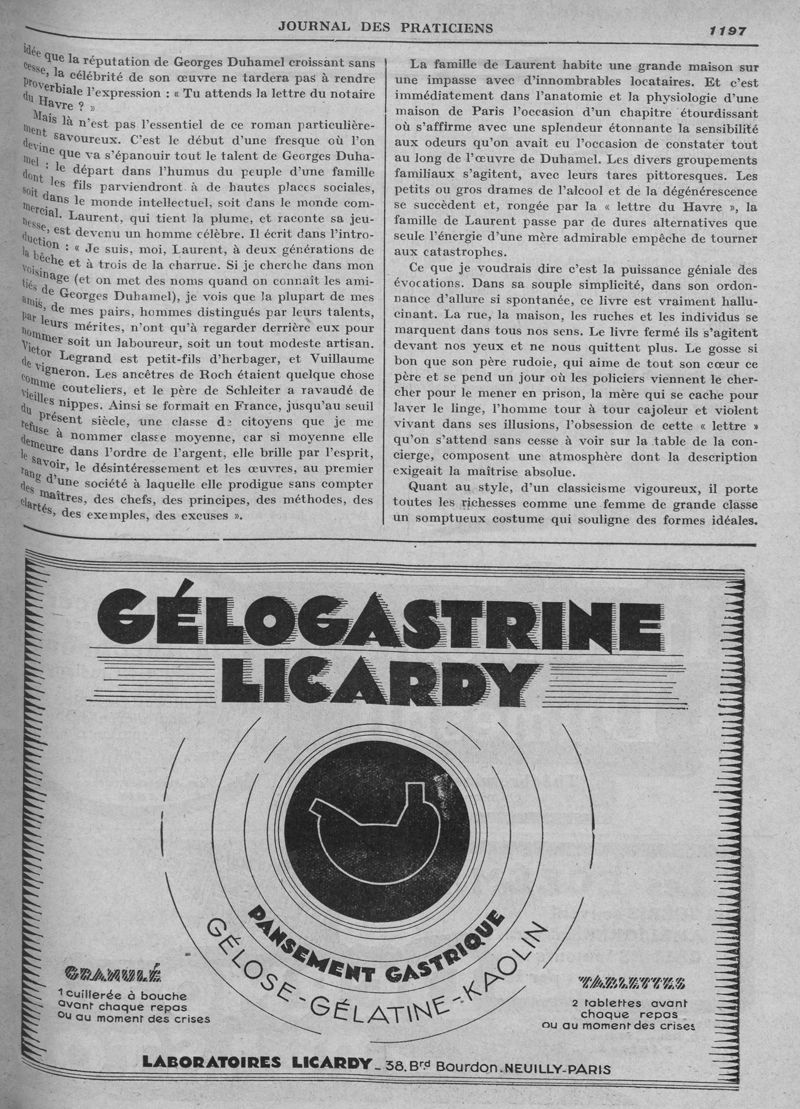 JOURNAL DES PRATICIENS
1197
idée que la réputation de Georges Duhamel croissant sans
cesse, la célébrité de son œuvre ne tardera pas à rendre
proverbiale l'expression : « Tu attends la lettre du notaire
du Havre ? »
Mais là n'est pas l'essentiel de ce roman particulière-
ment savoureux. C'est le début d'une fresque où l'on
devine que va s'épanouir tout le talent de Georges Duha-
mel : le départ dans l'humus du peuple d'une famille
dont les fils parviendront à de hautes places sociales,
soit dans le monde intellectuel, soit dans le monde com-
mercial. Laurent, qui tient la plume, et raconte sa jeu-
nesse, est devenu un homme célèbre. Il écrit dans l'intro-
duction : « Je suis, moi, Laurent, à deux générations de
la bêche et à trois de la charrue. Si je cherche dans mon
voisinage (et on met des noms quand on connaît les ami-
tiés de Georges Duhamel), je vois que la plupart de mes
amis, de mes pairs, hommes distingués par leurs talents,
par leurs mérites, n'ont qu'à regarder derrière eux pour
nommer soit un laboureur, soit un tout modeste artisan.
Victor Legrand est petit-fils d'herbager, et Vuillaume
de vigneron. Les ancêtres de Roch étaient quelque chose
comme couteliers, et le père de Schleiter a ravaudé de
vieilles nippes. Ainsi se formait en France, jusqu'au seuil
du présent siècle, une classe de citoyens que je me
refuse à nommer classe moyenne, car si moyenne elle
demeure dans l'ordre de l'argent, elle brille par l'esprit,
le savoir, le désintéressement et les œuvres, au premier
rang d'une société à laquelle elle prodigue sans compter
des maîtres, des chefs, des principes, des méthodes, des
clartés, des exemples, des excuses ».
La famille de Laurent habite une grande maison sur
une impasse avec d'innombrables locataires. Et c'est
immédiatement dans l'anatomie et la physiologie d'une
maison de Paris l'occasion d'un chapitre étourdissant
où s'affirme avec une splendeur étonnante la sensibilité
aux odeurs qu'on avait eu l'occasion de constater tout
au long de l'œuvre de Duhamel. Les divers groupements
familiaux s'agitent, avec leurs tares pittoresques. Les
petits ou gros drames de l'alcool et de la dégénérescence
se succèdent et, rongée par la « lettre du Havre », la
famille de Laurent passe par de dures alternatives que
seule l'énergie d'une mère admirable empêche de tourner
aux catastrophes.
Ce que je voudrais dire c'est la puissance géniale des
évocations. Dans sa souple simplicité, dans son ordon-
nance d'allure si spontanée, ce livre est vraiment hallu-
cinant. La rue, la maison, les ruches et les individus se
marquent dans tous nos sens. Le livre fermé ils s'agitent
devant nos yeux et ne nous quittent plus. Le gosse si
bon que son père rudoie, qui aime de tout son cœur ce
père et se pend un jour où les policiers viennent le cher-
cher pour le mener en prison, la mère qui se cache pour
laver le linge, l'homme tour à tour cajoleur et violent
vivant dans ses illusions, l'obsession de cette « lettre »
qu'on s'attend sans cesse à voir sur la table de la con-
cierge, composent une atmosphère dont la description
exigeait la maîtrise absolue.
Quant au style, d'un classicisme vigoureux, il porte
toutes les richesses comme une femme de grande classe
un somptueux costume qui souligne des formes idéales.
GÉLOGASTRINE
LICARDY
PANSEMENT GASTRIQUE
GÉLOSE-GÉLATINE-KAOLIN
GRANULÉ
1 cuillerée à bouche
avant chaque repas
ou au moment des crises
TABLETTES
2 tablettes avant
chaque repas
ou au moment des crises
LABORATOIRES LICARDY_38.Brd Bourdon.NEUILLY-PARIS